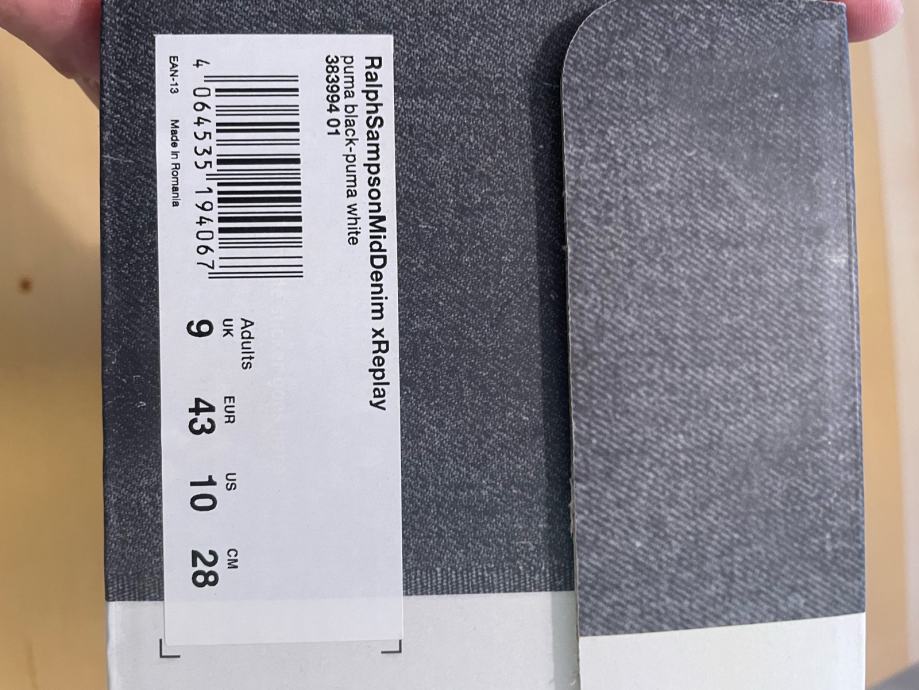 RalphSampsonMidDenim xReplay
puma black-puma white
383994 01
4 064535 194067
EAN-13 Made in Romania
Adults
UK EUR US CM
9 43 10 28